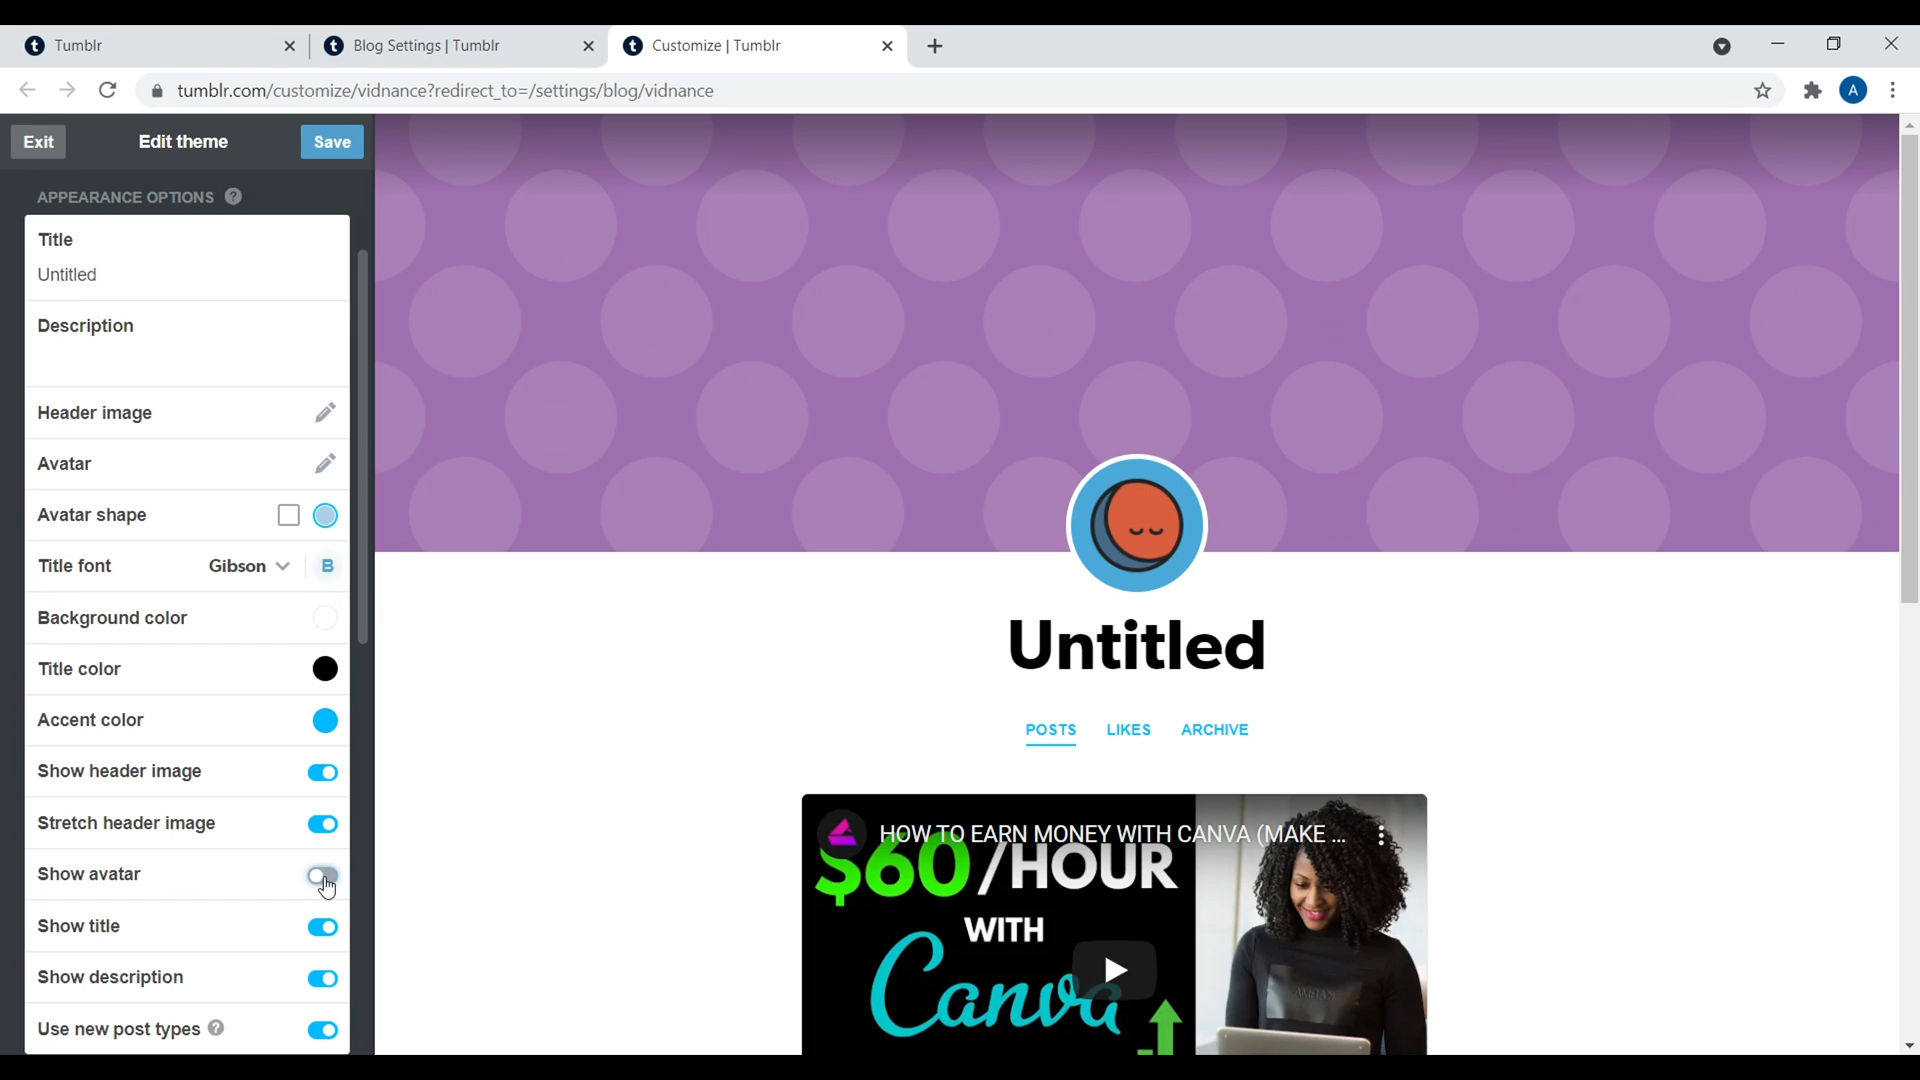 Tumblr
Blog Settings | Tumblr
Customize | Tumblr
tumblr.com/customize/vidnance?redirect_to=/settings/blog/vidnance
A
Exit
Edit theme
Save
APPEARANCE OPTIONS ?
Title
Untitled
Description
Header image
Avatar
Avatar shape
Title font
Gibson
B
Background color
Title color
Accent color
Show header image
Stretch header image
Show avatar
Show title
Show description
Use new post types ?
Untitled
POSTS
LIKES
ARCHIVE
HOW TO EARN MONEY WITH CANVA (MAKE ...
$60/HOUR
WITH
Canva